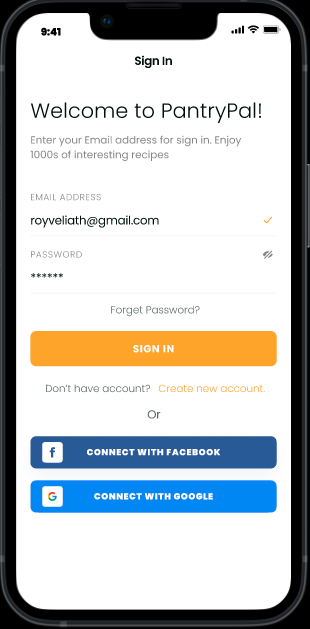 9:41
Sign In
Welcome to PantryPal!
Enter your Email address for sign in. Enjoy
1000s of interesting recipes
EMAIL ADDRESS
royveliath@gmail.com
PASSWORD
******
Forget Password?
SIGN IN
Don't have account? Create new account.
Or
f CONNECT WITH FACEBOOK
G CONNECT WITH GOOGLE